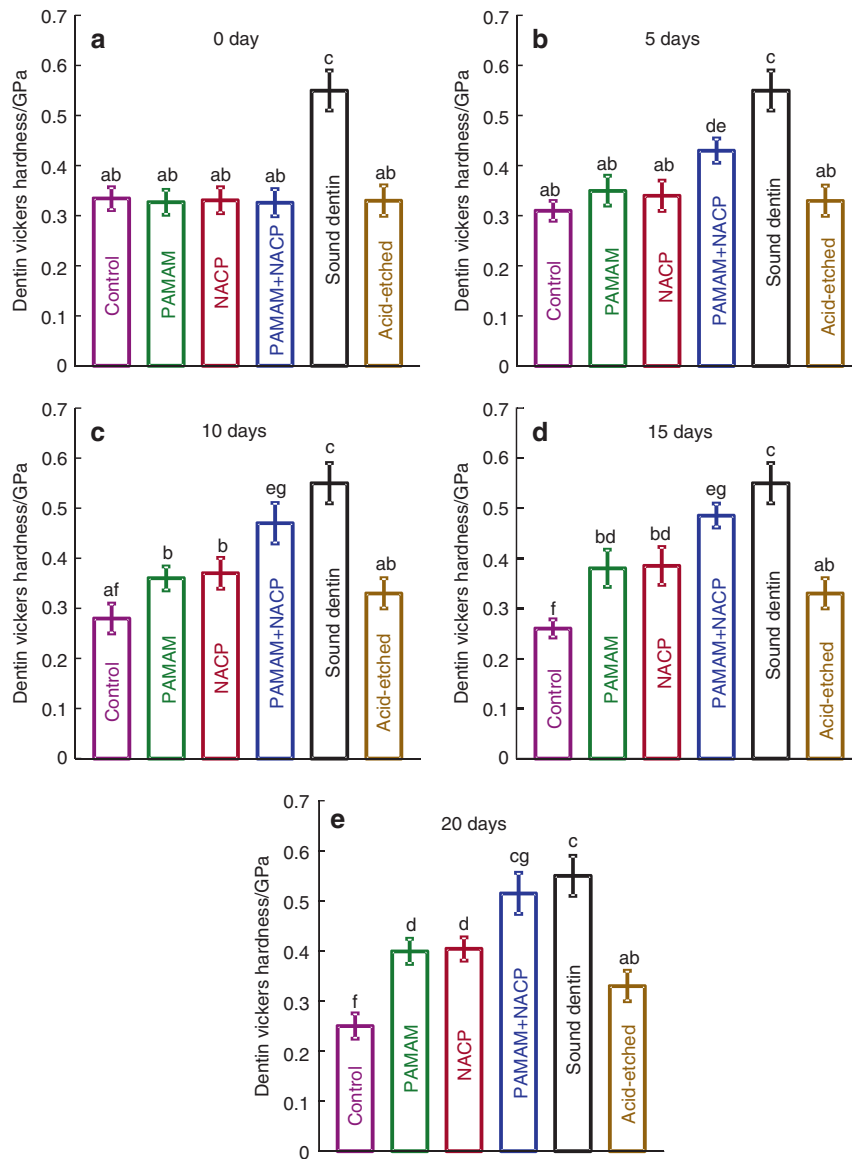 a
0 day
Dentin vickers hardness/GPa
0.7
0.6
0.5
0.4
0.3
0.2
0.1
0
ab
ab
ab
ab
c
ab
Control
PAMAM
NACP
PAMAM+NACP
Sound dentin
Acid-etched
b
5 days
Dentin vickers hardness/GPa
0.7
0.6
0.5
0.4
0.3
0.2
0.1
0
ab
ab
ab
de
c
ab
Control
PAMAM
NACP
PAMAM+NACP
Sound dentin
Acid-etched
c
10 days
Dentin vickers hardness/GPa
0.7
0.6
0.5
0.4
0.3
0.2
0.1
0
af
b
b
eg
c
ab
Control
PAMAM
NACP
PAMAM+NACP
Sound dentin
Acid-etched
d
15 days
Dentin vickers hardness/GPa
0.7
0.6
0.5
0.4
0.3
0.2
0.1
0
f
bd
bd
eg
c
ab
Control
PAMAM
NACP
PAMAM+NACP
Sound dentin
Acid-etched
e
20 days
Dentin vickers hardness/GPa
0.7
0.6
0.5
0.4
0.3
0.2
0.1
0
f
d
d
cg
c
ab
Control
PAMAM
NACP
PAMAM+NACP
Sound dentin
Acid-etched